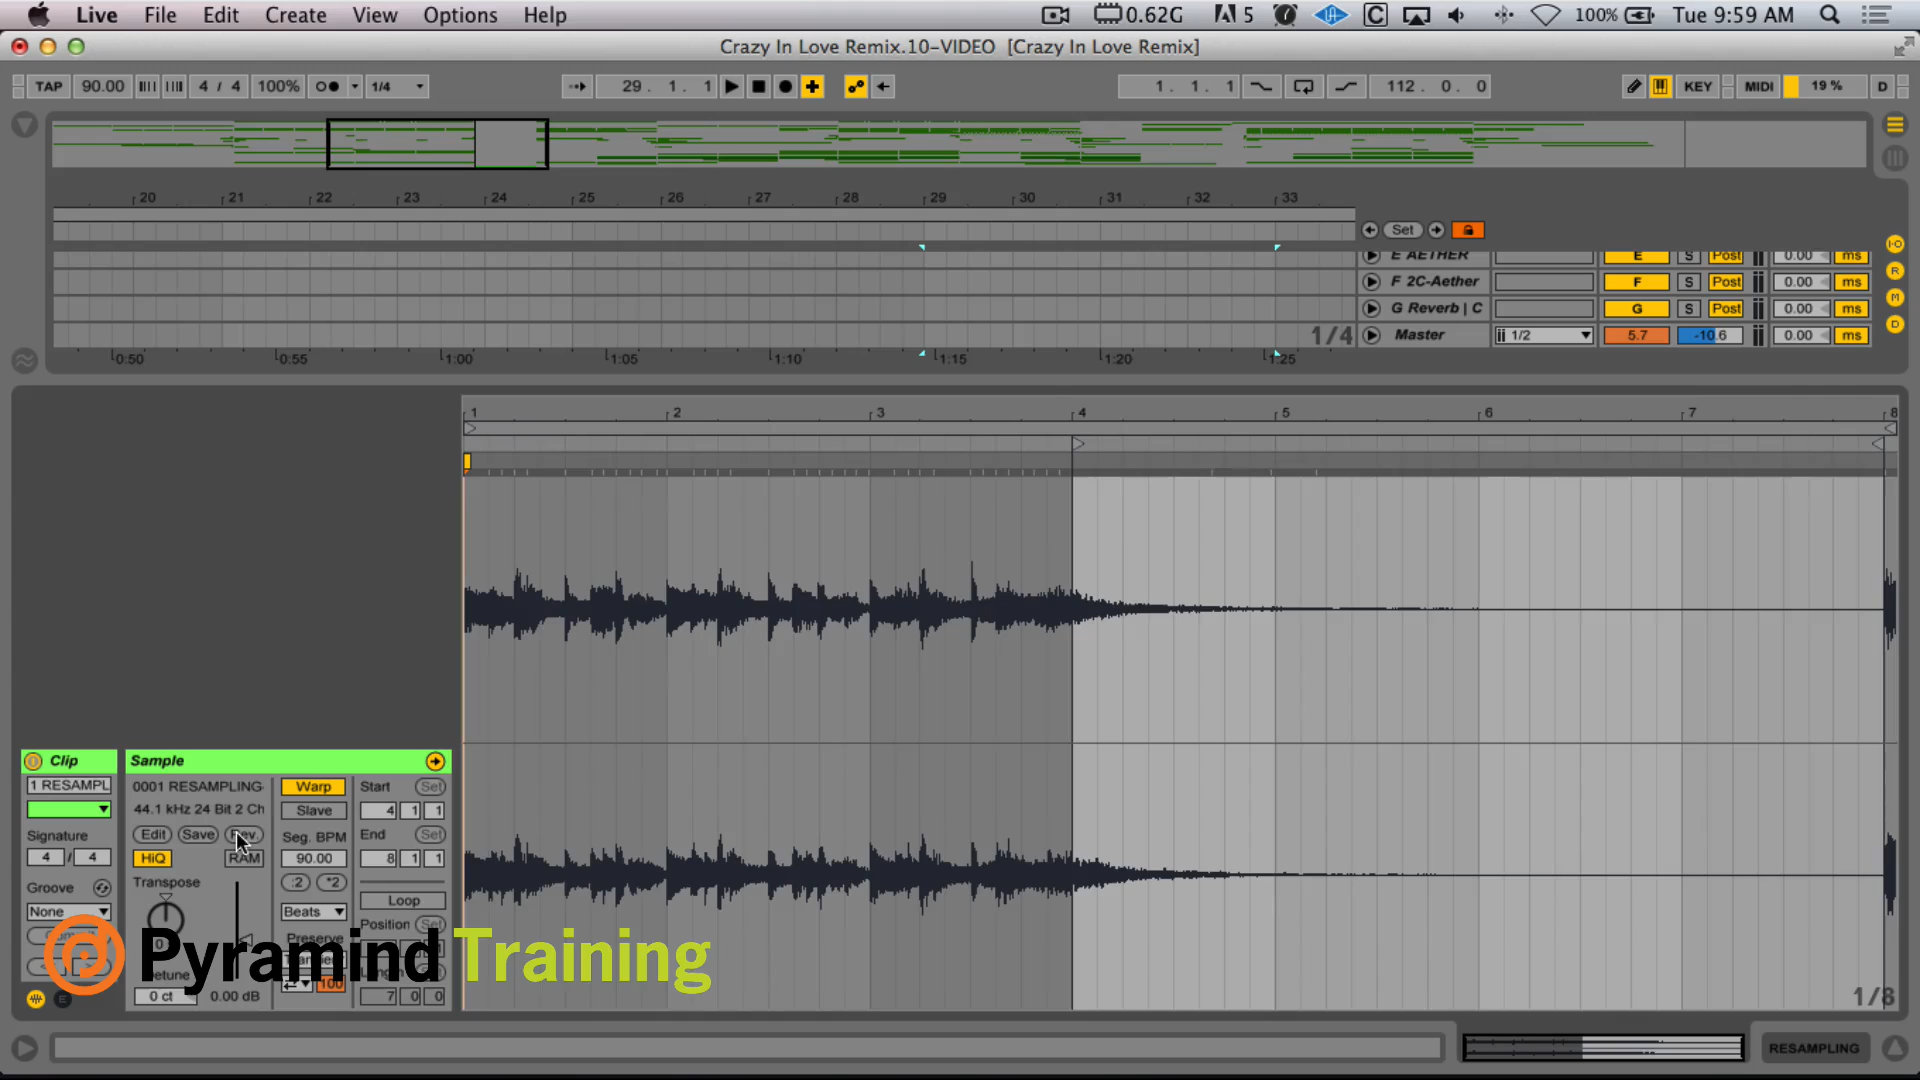 Live File Edit Create View Options Help 0.62G 5 100% Tue 9:59 AM
Crazy In Love Remix.10-VIDEO [Crazy In Love Remix]
TAP 90.00 4 / 4 100% 1/4 29. 1. 1 1. 1. 1 112. 0. 0 KEY MIDI 19 % D
20 21 22 23 24 25 26 27 28 29 30 31 32 33
Set
E AETHER E S Post 0.00 ms
F 2C-Aether F S Post 0.00 ms
G Reverb | C G S Post 0.00 ms
1/4 Master 1/2 5.7 -10.6 0.00 ms
I·O
R
M
D
0:50 0:55 1:00 1:05 1:10 1:15 1:20 1:25
1 2 3 4 5 6 7 8
Clip Sample
1 RESAMPL 0001 RESAMPLING Warp Start Set
44.1 kHz 24 Bit 2 Ch Slave 4 1 1
Signature Edit Save Rev. Seg. BPM End Set
4 / 4 HiQ RAM 90.00 8 1 1
Groove Transpose :2 *2 Loop
None Beats Position Set
Preserve
Pyramind Training
0 ct 0.00 dB 100 7 0 0
1/8
RESAMPLING